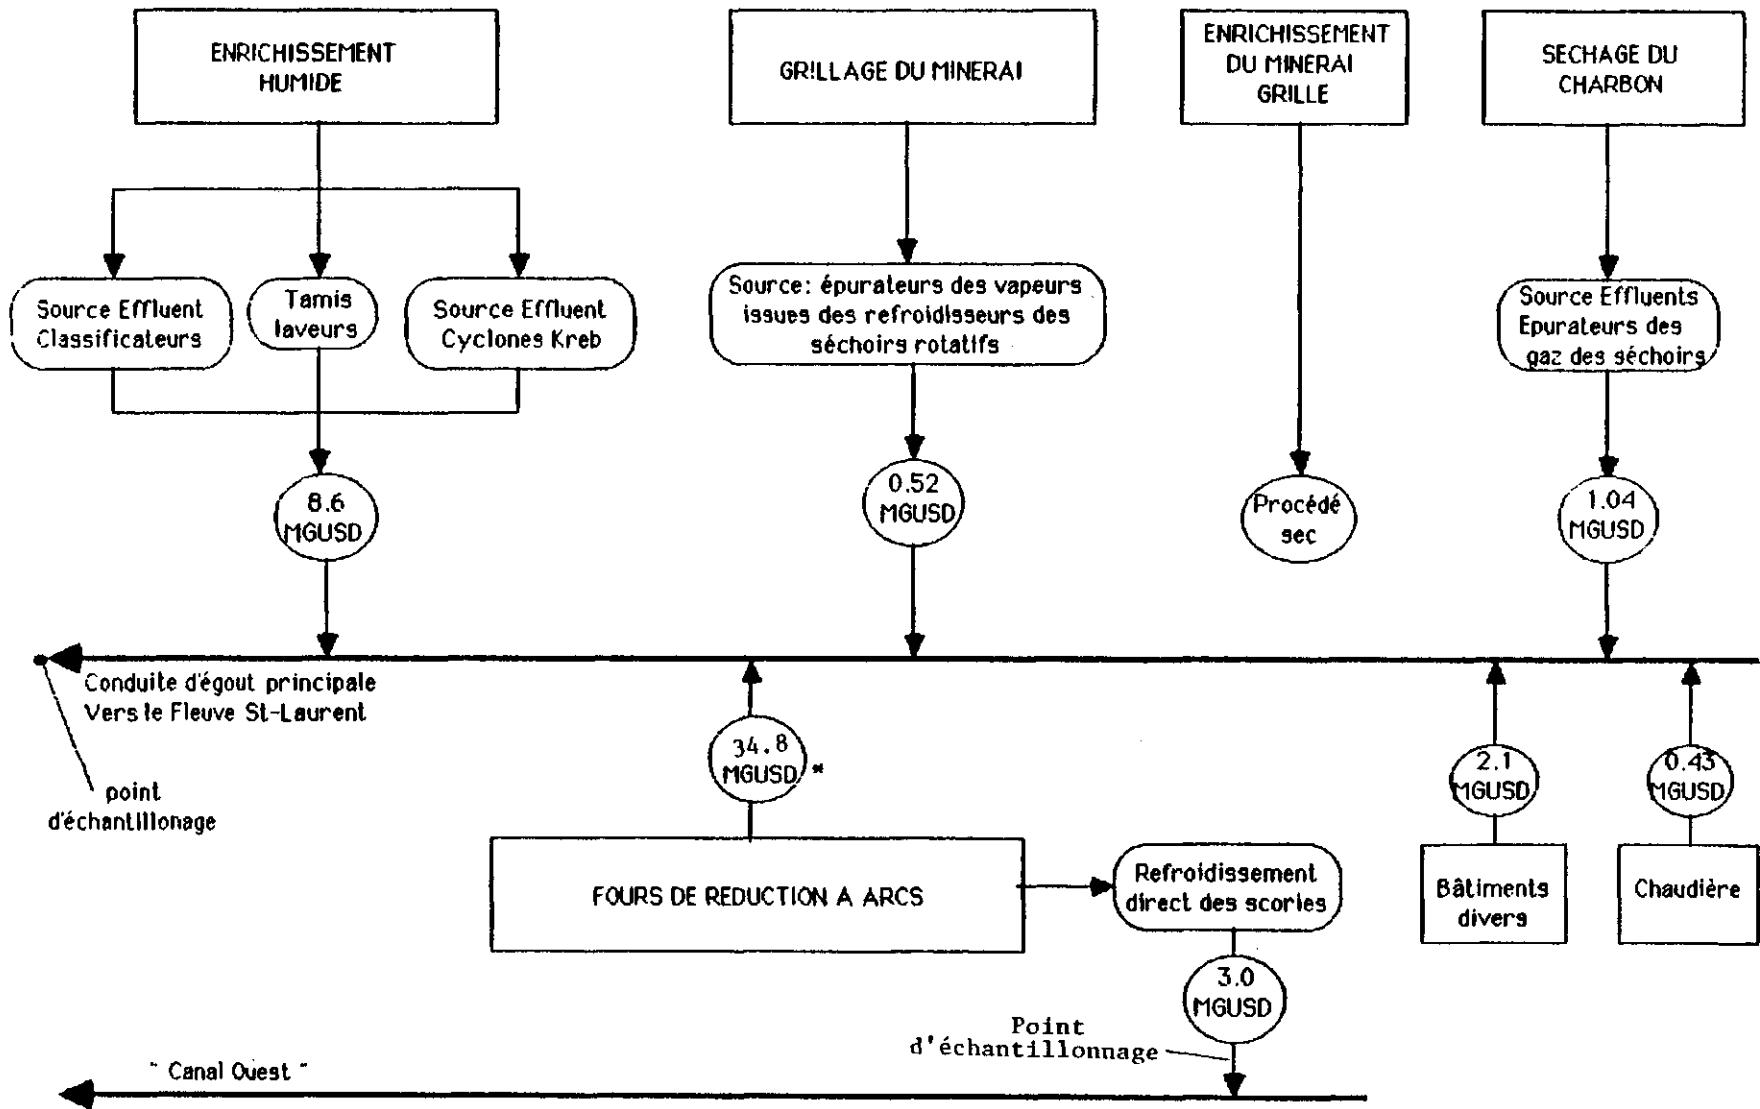 ENRICHISSEMENT
HUMIDE
GRILLAGE DU MINERAI
ENRICHISSEMENT
DU MINERAI
GRILLE
SECHAGE DU
CHARBON
Source Effluent
Classificateurs
Tamis
laveurs
Source Effluent
Cyclones Kreb
Source: épurateurs des vapeurs
issues des refroidisseurs des
séchoirs rotatifs
Source Effluents
Epurateurs des
gaz des séchoirs
8.6
MGUSD
0.52
MGUSD
Procédé
sec
1.04
MGUSD
Conduite d'égout principale
Vers le Fleuve St-Laurent
point
d'échantillonage
34.8
MGUSD *
2.1
MGUSD
0.43
MGUSD
FOURS DE REDUCTION A ARCS
Refroidissement
direct des scories
Bâtiments
divers
Chaudière
3.0
MGUSD
Point
d'échantillonnage
" Canal Ouest "